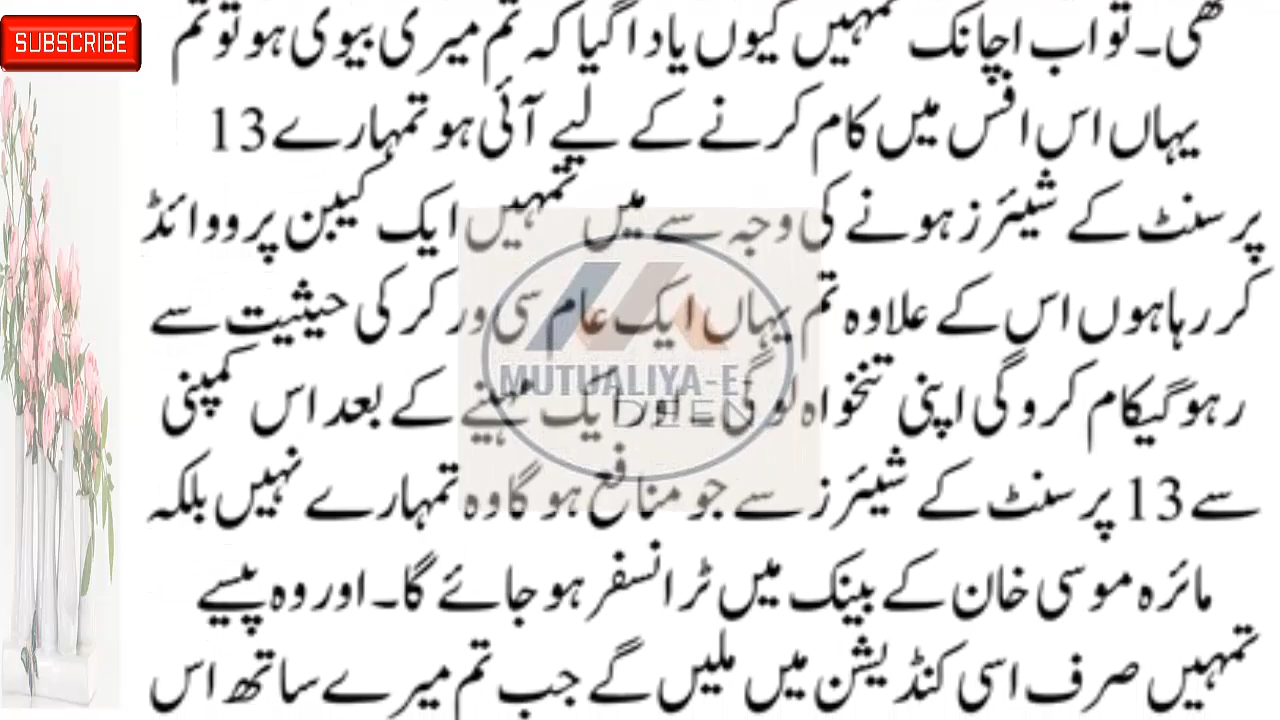 SUBSCRIBE
تھی۔ تو اب اچانک تمہیں کیوں یاد اگیا کہ تم میری بیوی ہو تو تم
یہاں اس افس میں کام کرنے کے لیے آئی ہو تمہارے 13
پرسنٹ کے شیئرز ہونے کی وجہ سے میں تمہیں ایک کیبن پرووائڈ
کر رہا ہوں اس کے علاوہ تم یہاں ایک عام سی ورکر کی حیثیت سے
رہو گیکام کرو گی اپنی تنخواہ لو گی۔ اور ایک مہینے کے بعد اس کمپنی
سے 13 پرسنٹ کے شیئرز سے جو منافع ہو گا وہ تمہارے نہیں بلکہ
مائرہ موسی خان کے بینک میں ٹرانسفر ہو جائے گا۔ اور وہ پیسے
تمہیں صرف اسی کنڈیشن میں ملیں گے جب تم میرے ساتھ اس
MUTUALIYA-E-
DEEN